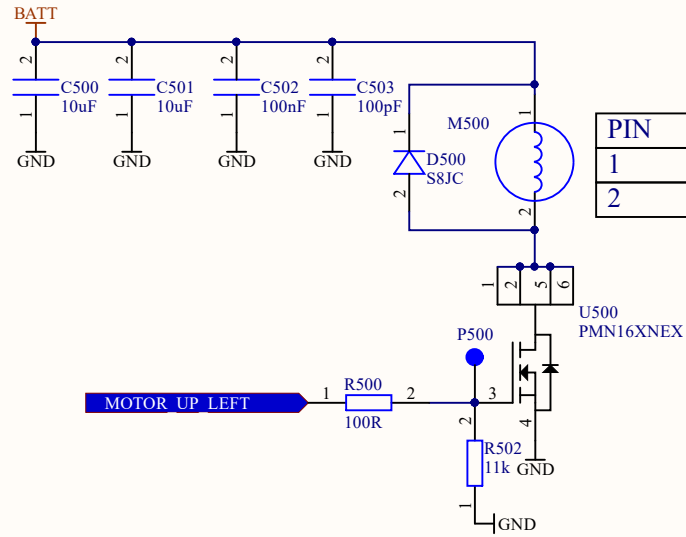 BATT
2
2
2
2
C500
10uF
C501
10uF
C502
100nF
C503
100pF
1
1
1
1
GND
GND
GND
GND
1
M500
1
D500
S8JC
2
2
PIN
1
2
1
2
5
6
U500
PMN16XNEX
P500
MOTOR_UP_LEFT
1
R500
2
100R
3
4
GND
2
R502
11k
1
GND